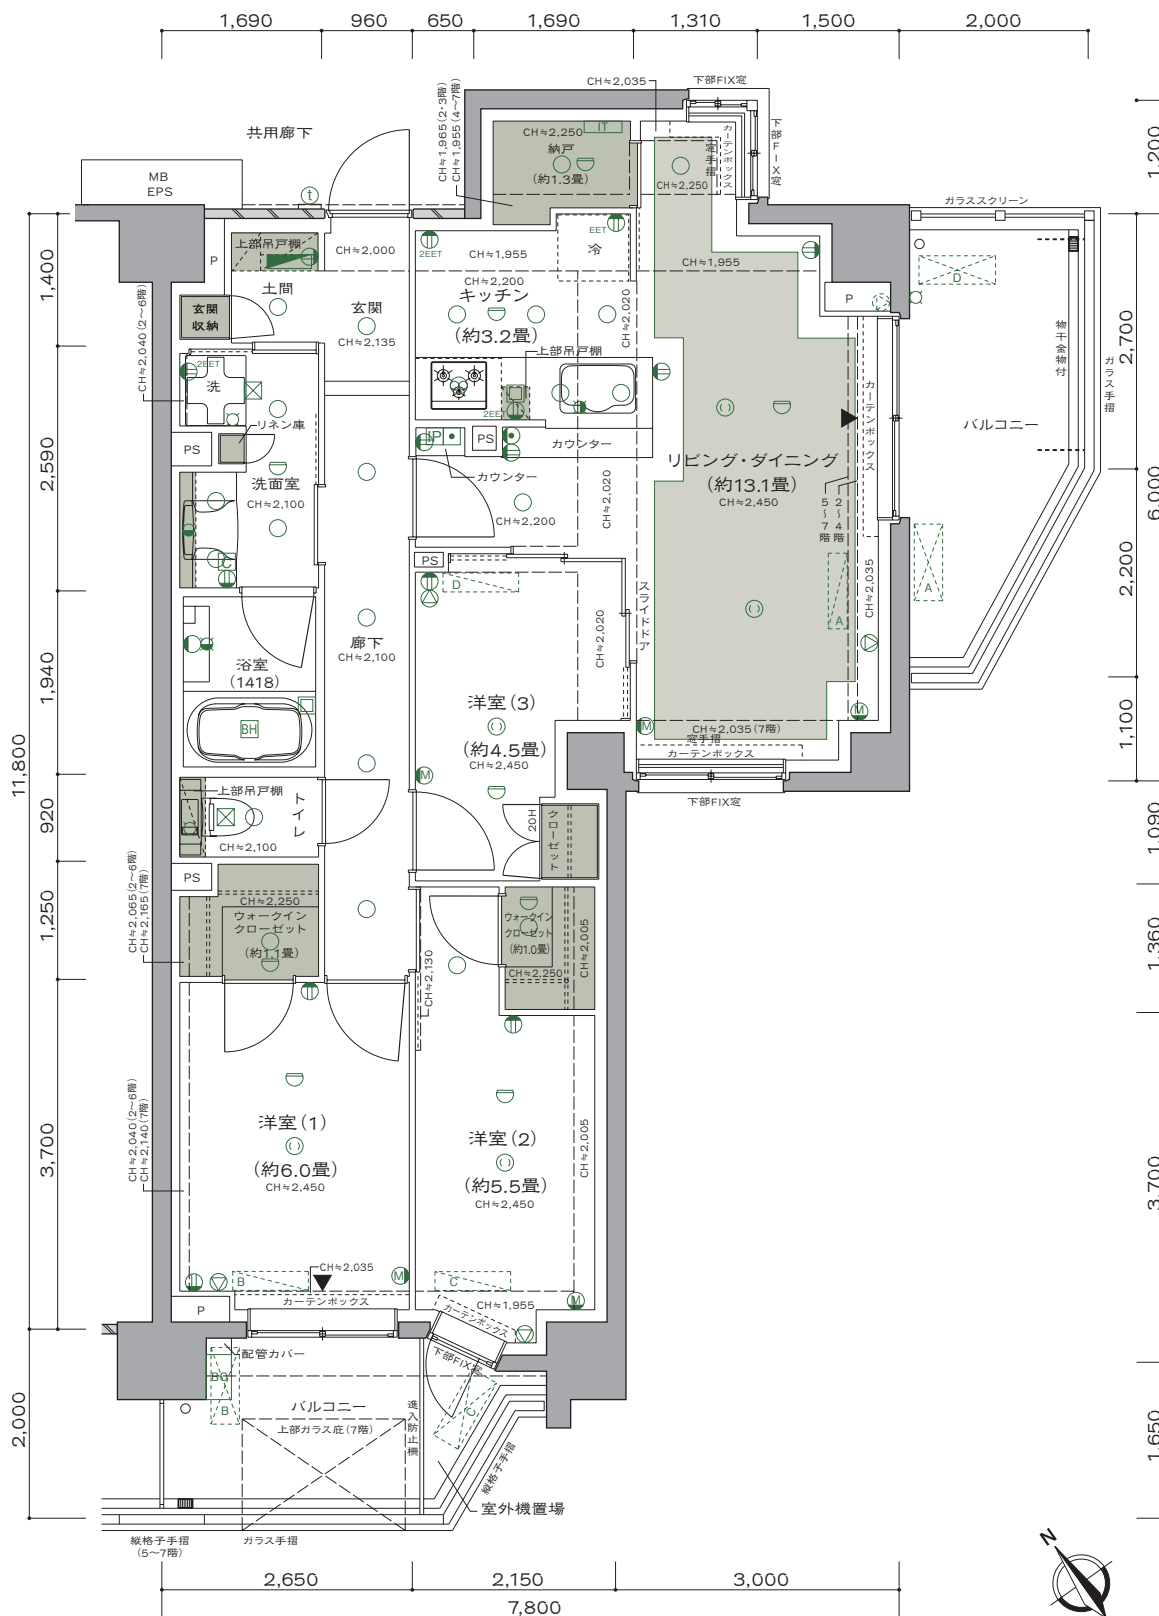 1,690
960
650
1,690
1,310
1,500
2,000
CH≒2,035
下部FIX窓
CH≒1,965(2・3階)
CH≒1,955(4〜7階)
共用廊下
CH≒2,250
IT
納戸
(約1.3畳)
窓手摺
カーテンボックス
下部FIX窓
CH≒2,250
1,200
MB
EPS
t
ガラススクリーン
P
上部吊戸棚
CH≒2,000
2EET
CH≒1,955
EET
冷
CH≒1,955
D
1,400
土間
玄関
CH≒2,135
CH≒2,200
キッチン
(約3.2畳)
CH≒2,020
P
物干金物付
ガラス手摺
2,700
玄関
収納
CH≒2,040(2〜6階)
2EET
洗
上部吊戸棚
2EET
カーテンボックス
バルコニー
リネン庫
PS
IP
PS
カウンター
カウンター
2,590
洗面室
CH≒2,100
リビング・ダイニング
(約13.1畳)
CH≒2,450
CH≒2,020
5〜7階
2〜4階
6,000
CH≒2,200
C
PS
D
スライドドア
A
CH≒2,035
A
2,200
CH≒2,020
廊下
CH≒2,100
浴室
(1418)
BH
1,940
11,800
洋室(3)
(約4.5畳)
CH≒2,450
M
M
M
CH≒2,035(7階)
窓手摺
カーテンボックス
下部FIX窓
1,100
上部吊戸棚
トイレ
CH≒2,100
920
20H
クローゼット
1,090
PS
CH≒2,065(2〜6階)
CH≒2,165(7階)
CH≒2,250
ウォークイン
クローゼット
(約1.1畳)
1,250
ウォークイン
クローゼット
(約1.0畳)
CH≒2,250
CH≒2,005
CH≒2,130
1,360
CH≒2,040(2〜6階)
CH≒2,140(7階)
3,700
洋室(1)
(約6.0畳)
CH≒2,450
洋室(2)
(約5.5畳)
CH≒2,450
CH≒2,005
3,700
CH≒2,035
B
M
C
M
P
カーテンボックス
CH≒1,955
カーテンボックス
下部FIX窓
配管カバー
BO
B
C
2,000
バルコニー
上部ガラス庇(7階)
進入防止柵
縦格子手摺
室外機置場
1,650
縦格子手摺
(5〜7階)
ガラス手摺
N
2,650
2,150
3,000
7,800